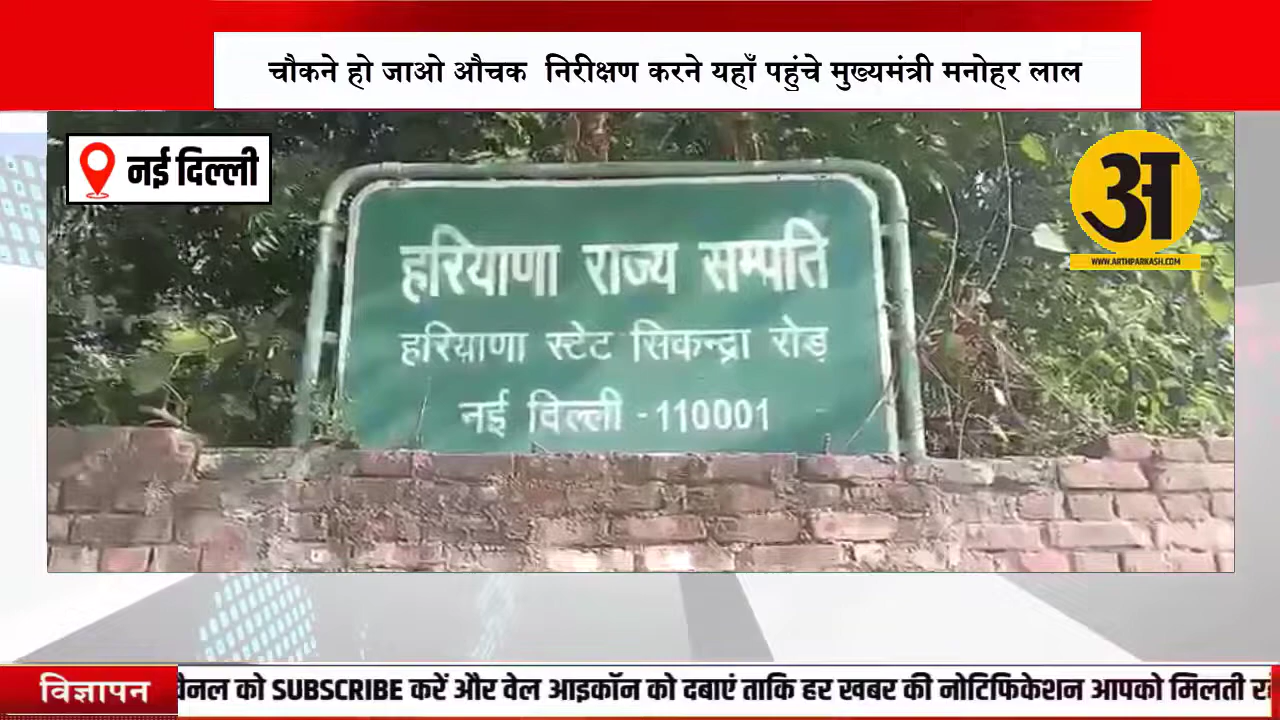 चौकने हो जाओ औचक निरीक्षण करने यहाँ पहुंचे मुख्यमंत्री मनोहर लाल
नई दिल्ली
अ
WWW.ARTHPARKASH.COM
हरियाणा राज्य सम्पति
हरियाणा स्टेट सिकन्द्रा रोड़
नई दिल्ली - 110001
विज्ञापन
को SUBSCRIBE करें और वेल आइकॉन को दबाएं ताकि हर खबर की नोटिफिकेशन आपको मिलती